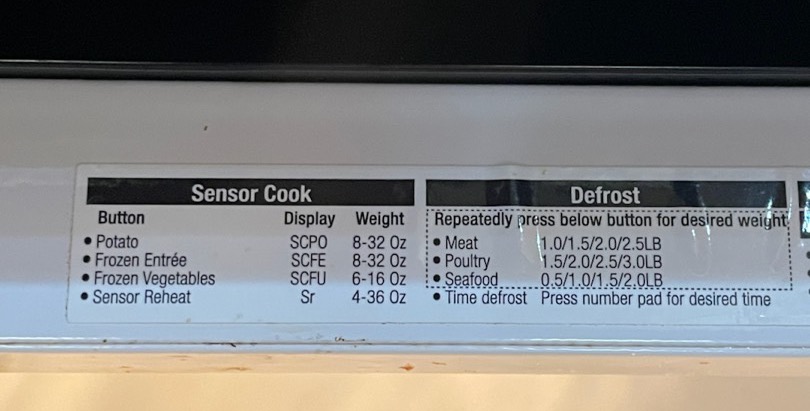 Sensor Cook
Button Display Weight
• Potato SCPO 8-32 Oz
• Frozen Entrée SCFE 8-32 Oz
• Frozen Vegetables SCFU 6-16 Oz
• Sensor Reheat Sr 4-36 Oz
Defrost
Repeatedly press below button for desired weight
• Meat 1.0/1.5/2.0/2.5LB
• Poultry 1.5/2.0/2.5/3.0LB
• Seafood 0.5/1.0/1.5/2.0LB
• Time defrost Press number pad for desired time